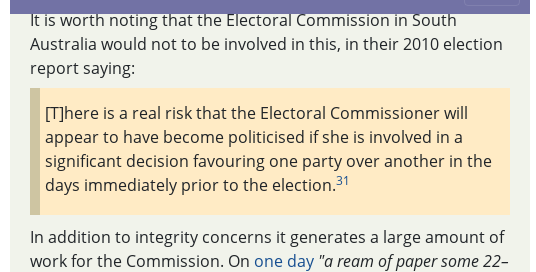 It is worth noting that the Electoral Commission in South
Australia would not to be involved in this, in their 2010 election
report saying:
[T]here is a real risk that the Electoral Commissioner will
appear to have become politicised if she is involved in a
significant decision favouring one party over another in the
days immediately prior to the election.31
In addition to integrity concerns it generates a large amount of
work for the Commission. On one day "a ream of paper some 22–